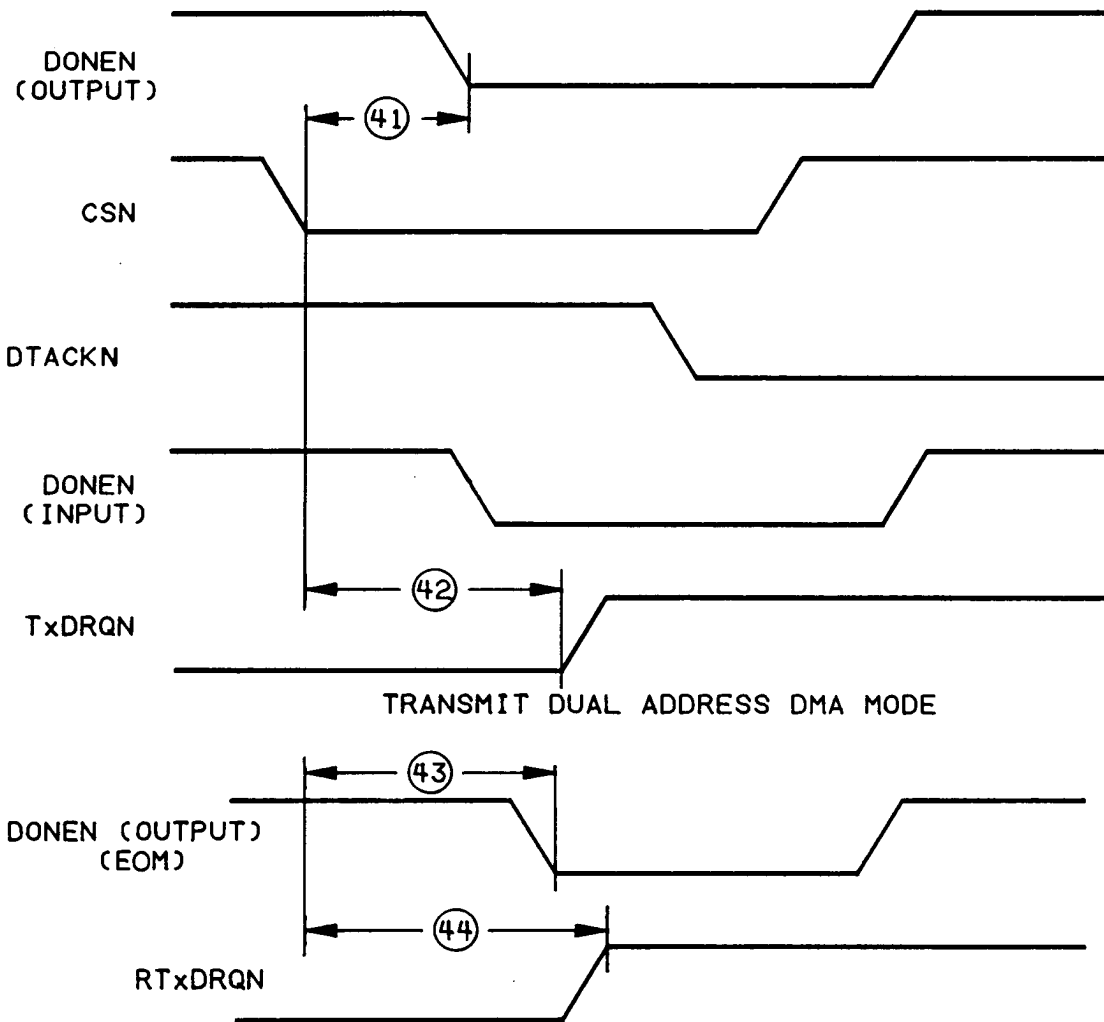 DONEN
(OUTPUT)
41
CSN
DTACKN
DONEN
(INPUT)
42
TxDRQN
TRANSMIT DUAL ADDRESS DMA MODE
43
DONEN (OUTPUT)
(EOM)
44
RTxDRQN